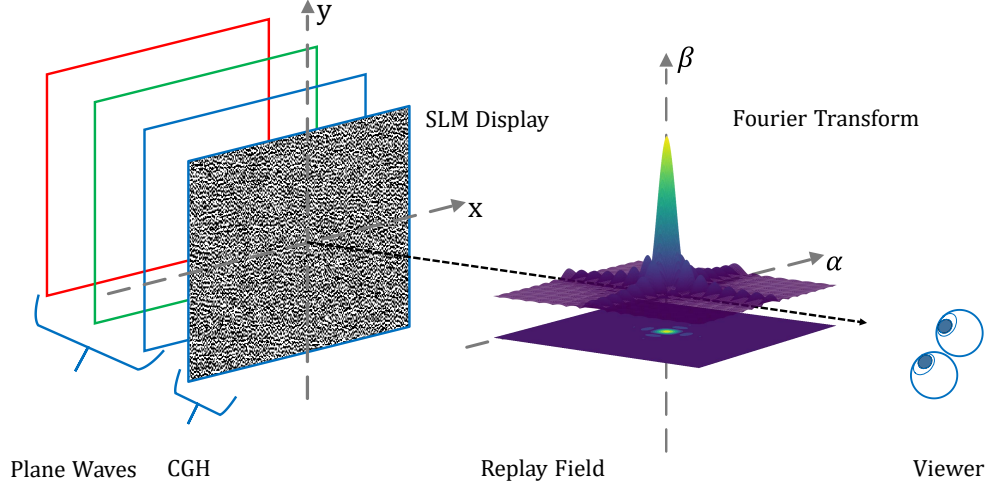 y
β
SLM Display
Fourier Transform
x
α
Plane Waves
CGH
Replay Field
Viewer